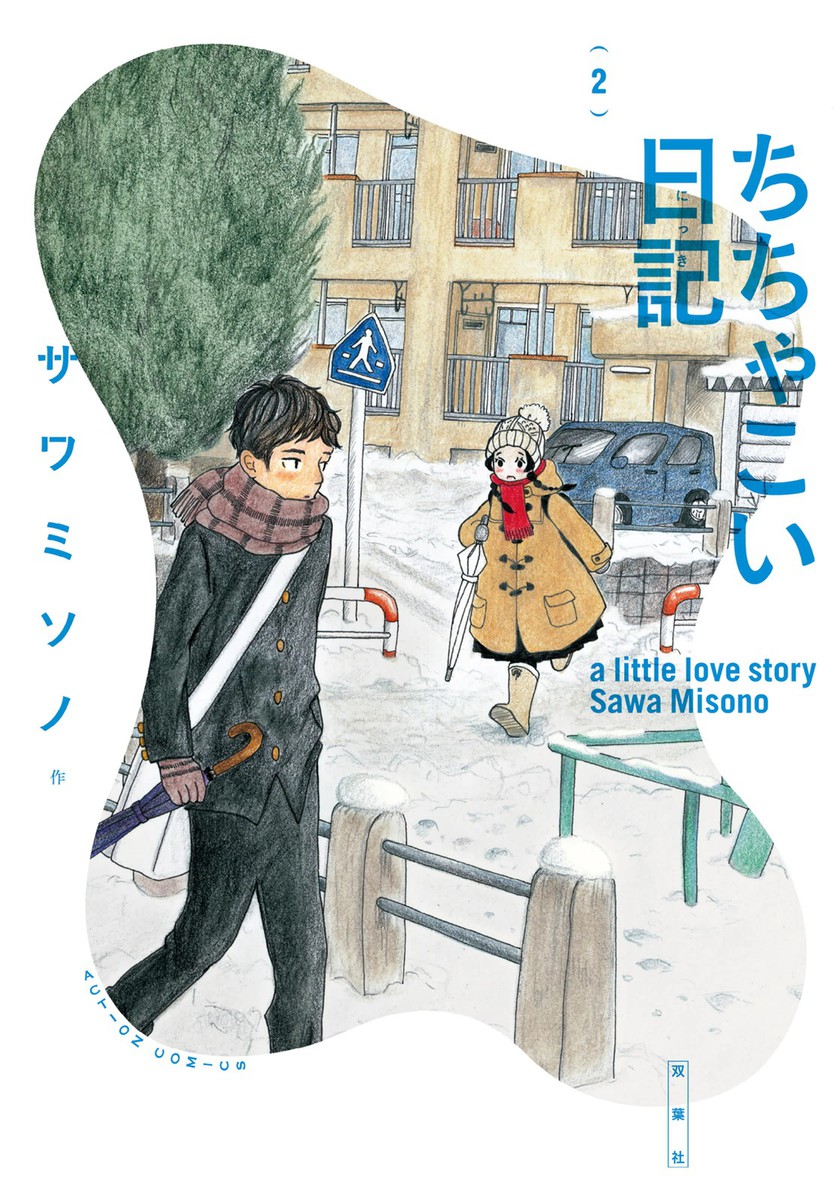 （2）
ちちゃこい
日記
にっき
サワミソノ
作
a little love story
Sawa Misono
ACTION COMICS
双葉社